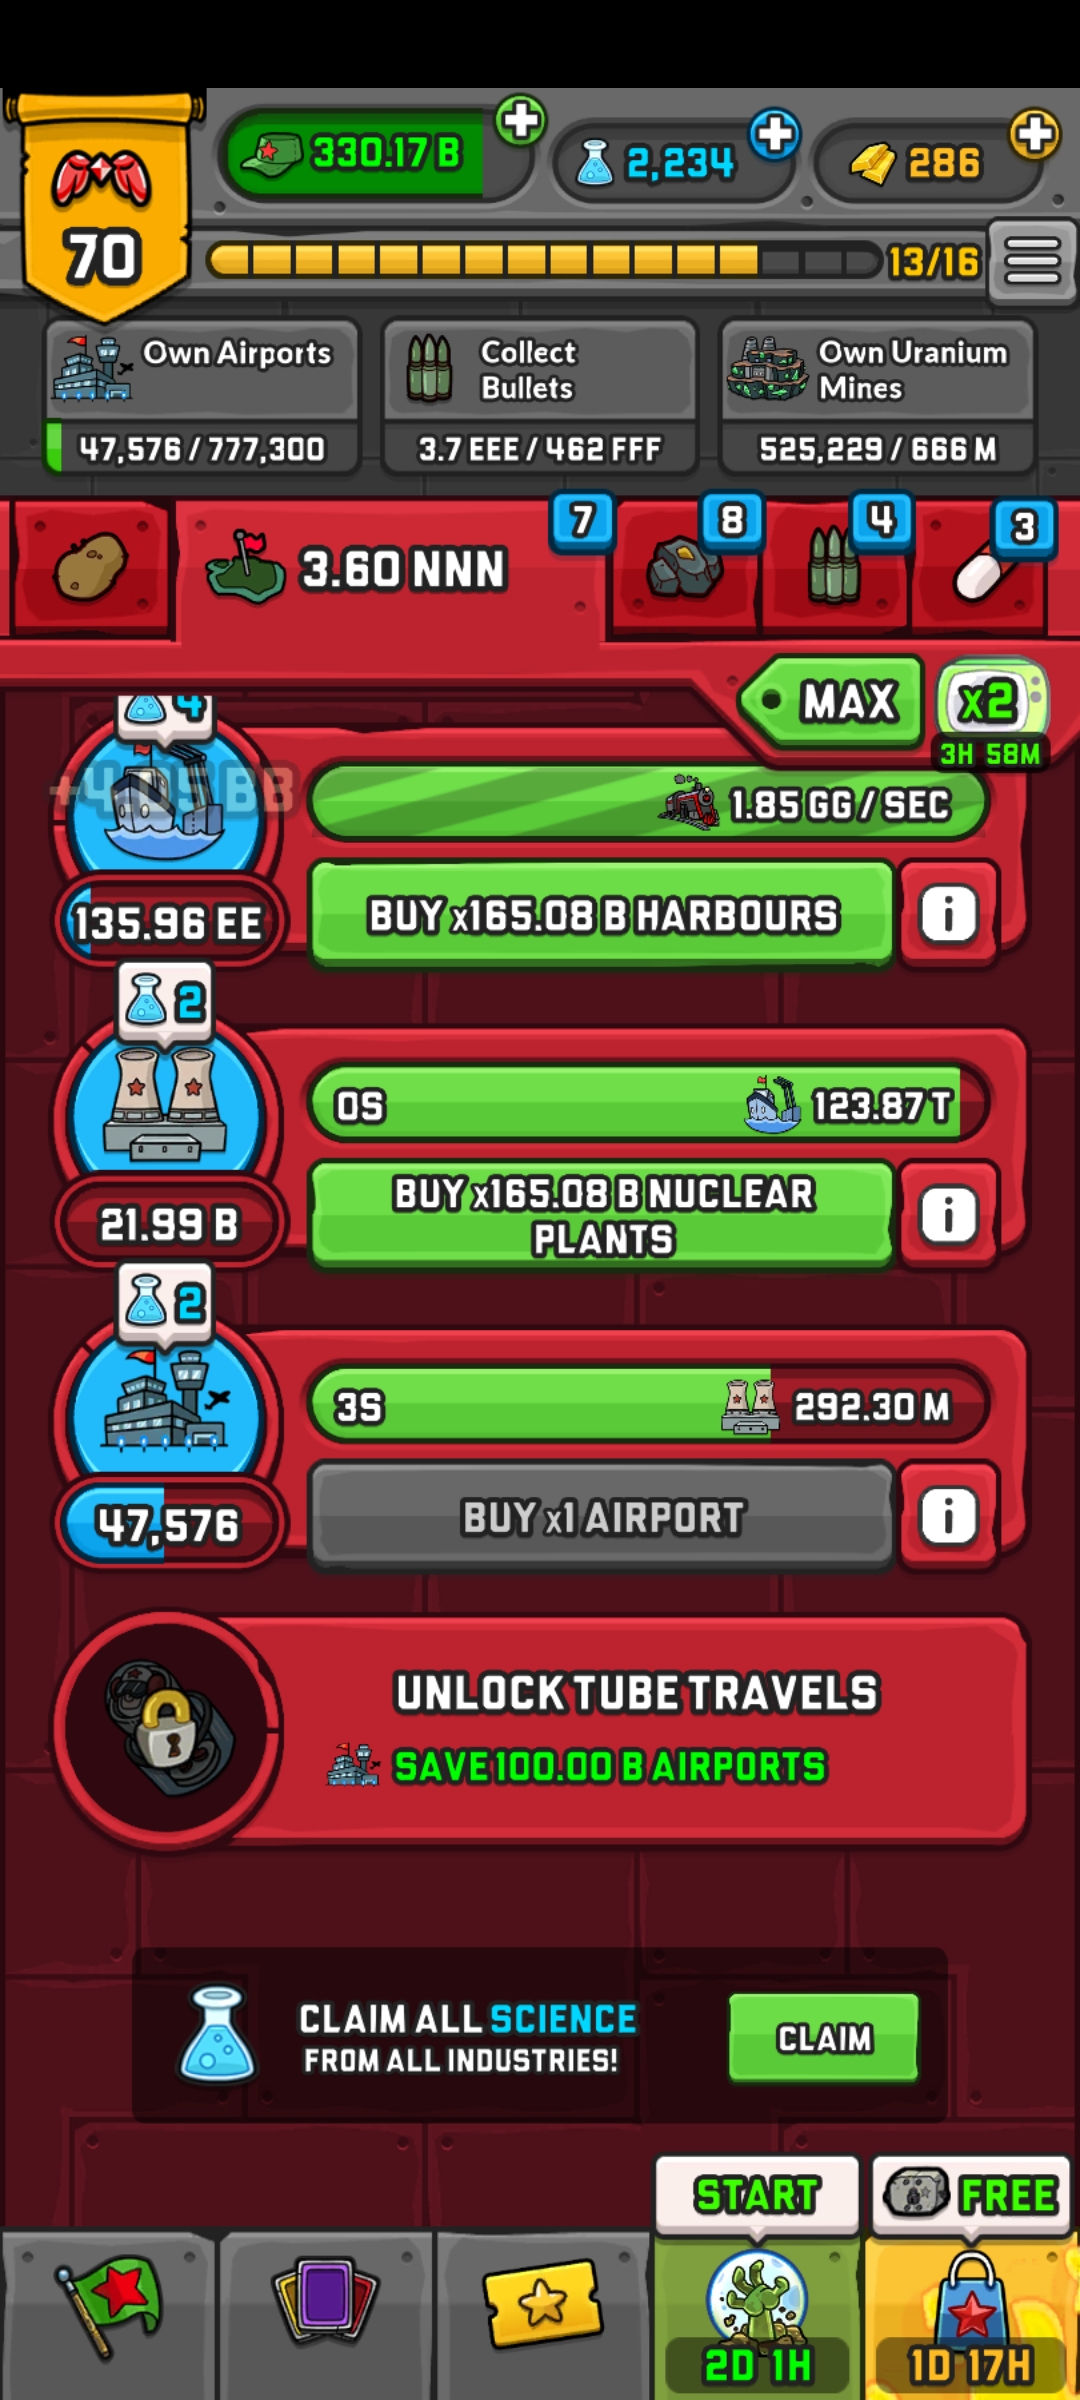 330.17 B
2,234
286
70
13/16
Own Airports
47,576 / 777,300
Collect
Bullets
3.7 EEE / 462 FFF
Own Uranium
Mines
525,229 / 666 M
3.60 NNN
7
8
4
3
MAX
x2
3H 58M
4
+4.05 BB
1.85 GG / SEC
135.96 EE
BUY x165.08 B HARBOURS
i
2
0S
123.87 T
21.99 B
BUY x165.08 B NUCLEAR
PLANTS
i
2
3S
292.30 M
47,576
BUY x1 AIRPORT
i
UNLOCK TUBE TRAVELS
SAVE 100.00 B AIRPORTS
CLAIM ALL SCIENCE
FROM ALL INDUSTRIES!
CLAIM
START
FREE
2D 1H
1D 17H